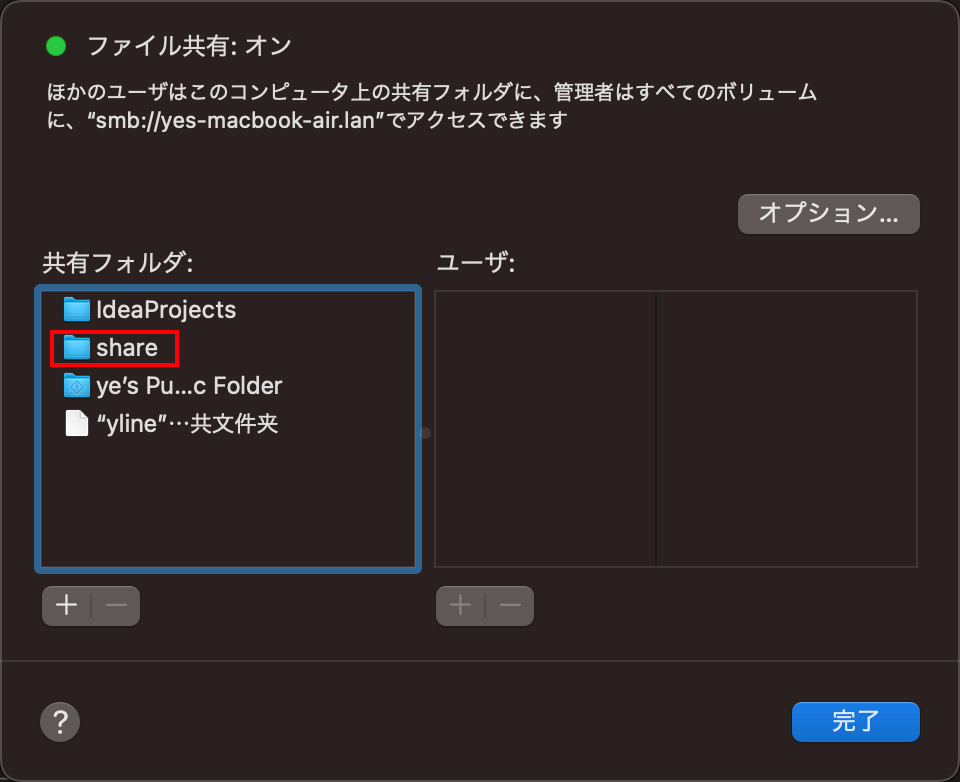 ファイル共有: オン
ほかのユーザはこのコンピュータ上の共有フォルダに、管理者はすべてのボリューム
に、“smb://yes-macbook-air.lan”でアクセスできます
オプション...
共有フォルダ:
ユーザ:
IdeaProjects
share
ye’s Pu...c Folder
“yline”…共文件夹
?
完了